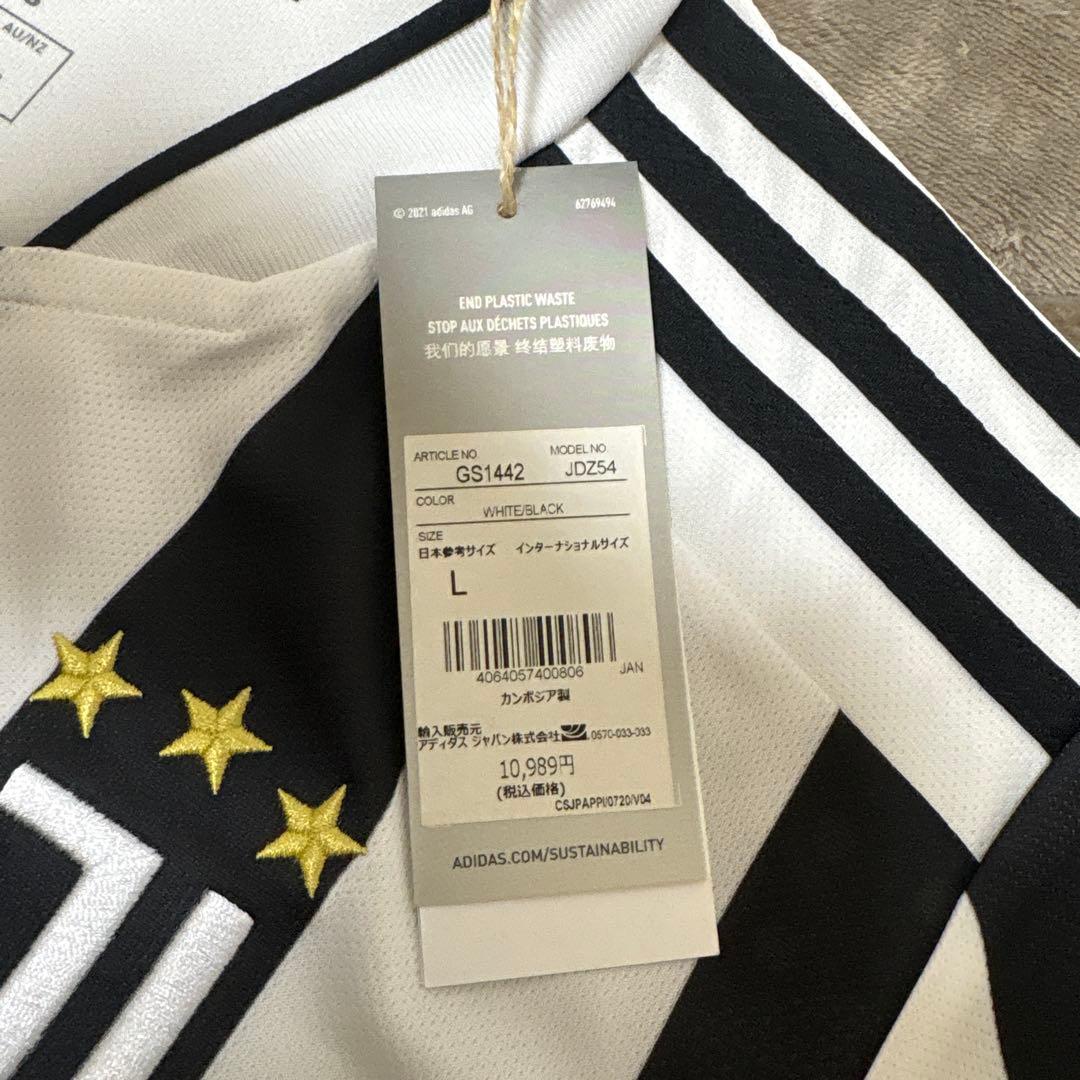 AU/NZ
© 2021 adidas AG 62769494
END PLASTIC WASTE
STOP AUX DÉCHETS PLASTIQUES
我们的愿景 终结塑料废物
ARTICLE NO. MODEL NO.
GS1442 JDZ54
COLOR
WHITE/BLACK
SIZE
日本参考サイズ インターナショナルサイズ
L
4064057400806 JAN
カンボジア製
輸入販売元
アディダス ジャパン株式会社 0570-033-033
10,989円
(税込価格)
CSJPAPPI/0720/V04
ADIDAS.COM/SUSTAINABILITY